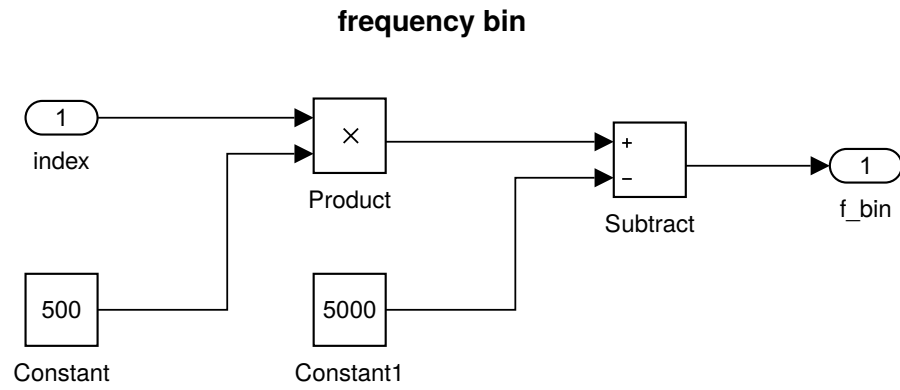 frequency bin
1
index
×
Product
+
−
Subtract
1
f_bin
500
Constant
5000
Constant1